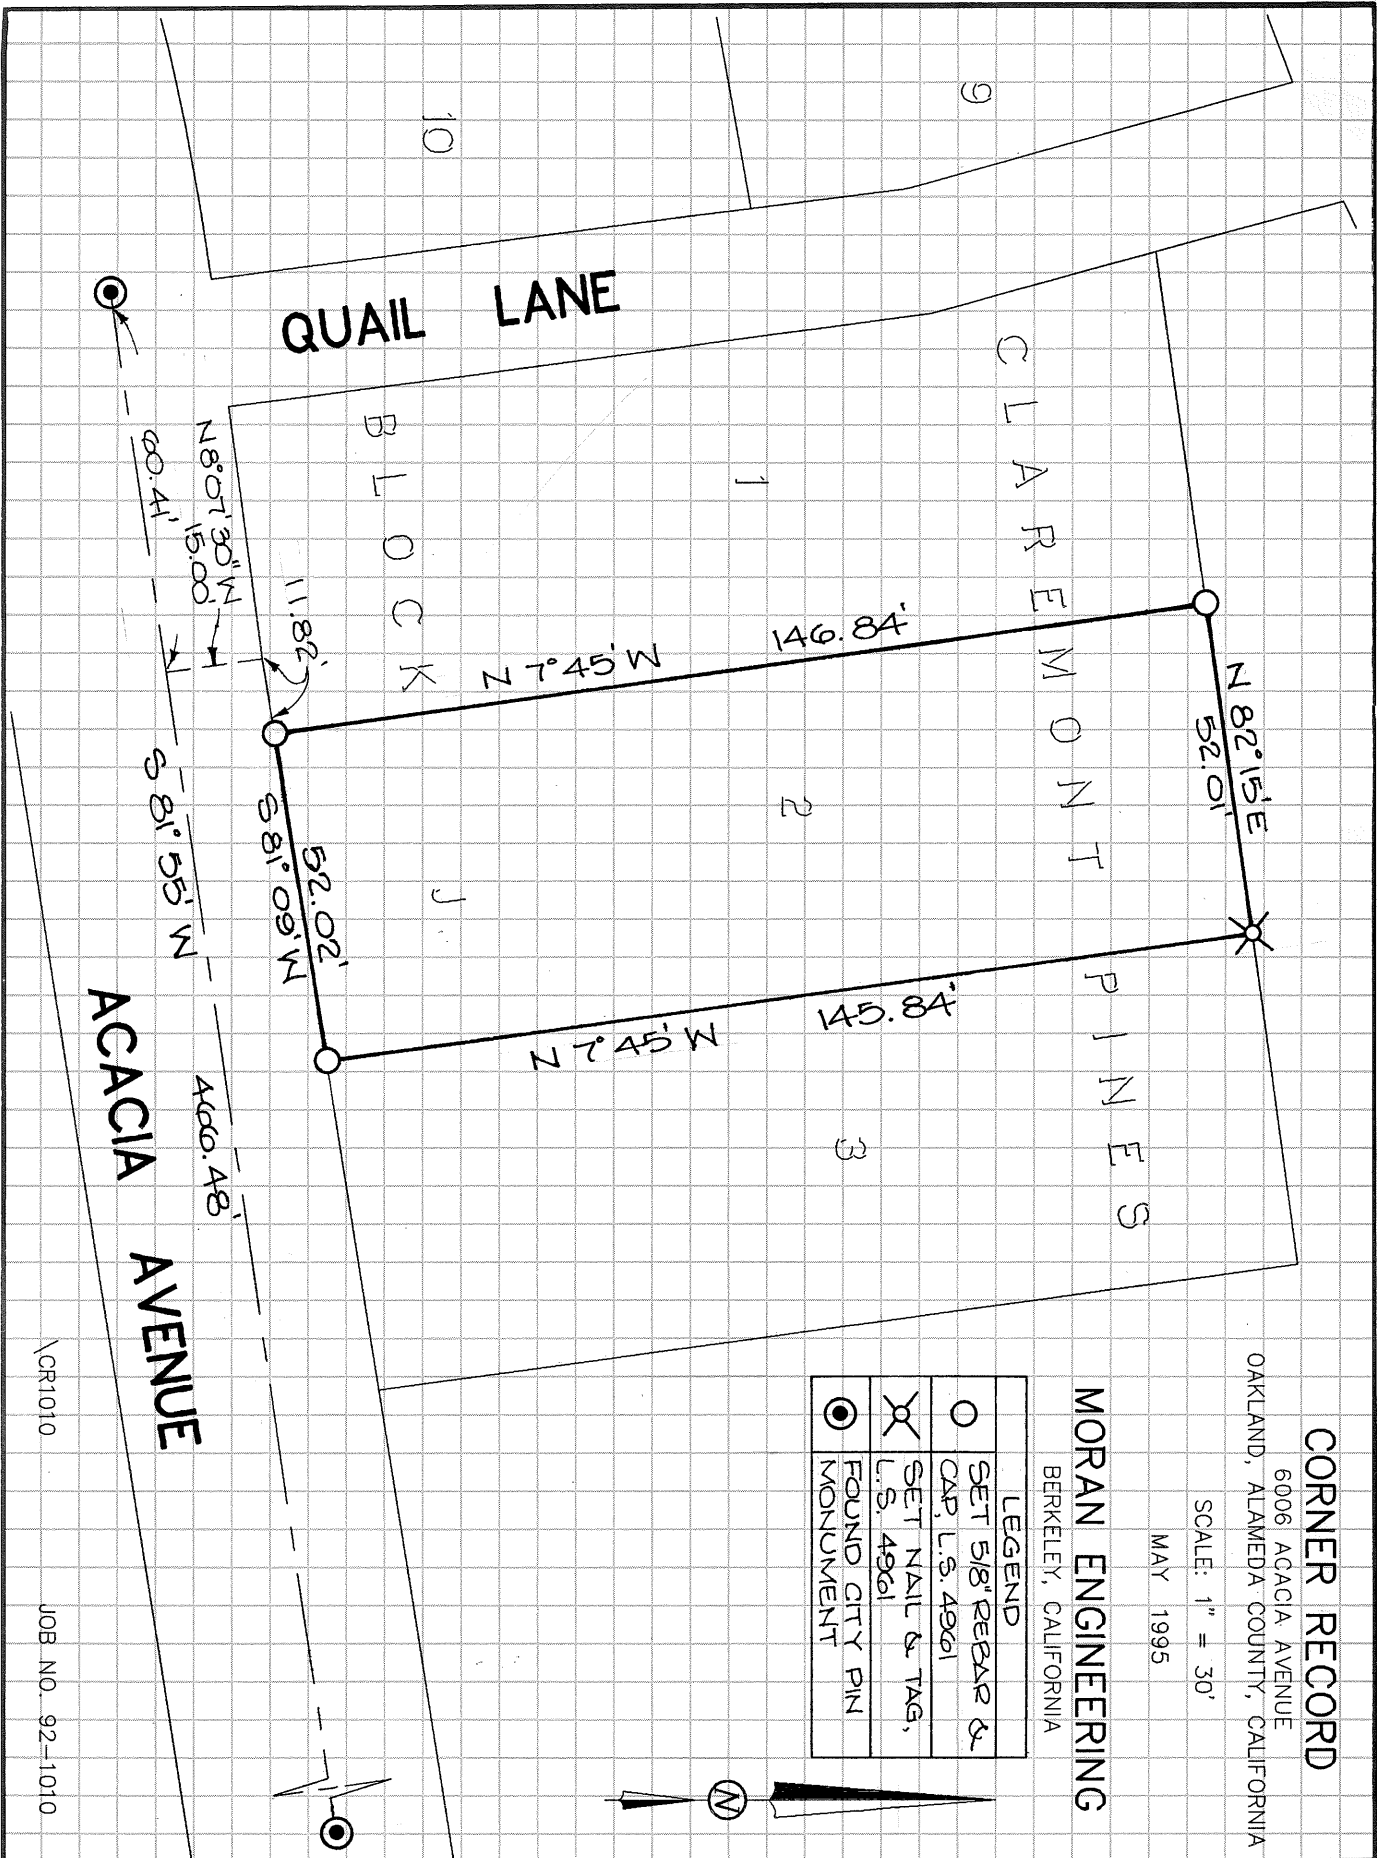 CORNER RECORD
6006 ACACIA AVENUE
OAKLAND, ALAMEDA COUNTY, CALIFORNIA
SCALE: 1" = 30'
MAY 1995
MORAN ENGINEERING
BERKELEY, CALIFORNIA
LEGEND
SET 5/8" REBAR &
CAP, L.S. 4961
SET NAIL & TAG,
L.S. 4961
FOUND CITY PIN
MONUMENT
N
9
10
QUAIL LANE
CLAREMONT PINES
BLOCK J
1
2
3
N 82°15'E
52.01'
146.84'
N 7°45'W
145.84'
N 7°45'W
52.02'
S 81°09'W
11.82'
N8°07'30"W
15.00'
60.41'
S 81°55'W
466.48'
ACACIA AVENUE
\CR1010
JOB NO. 92-1010